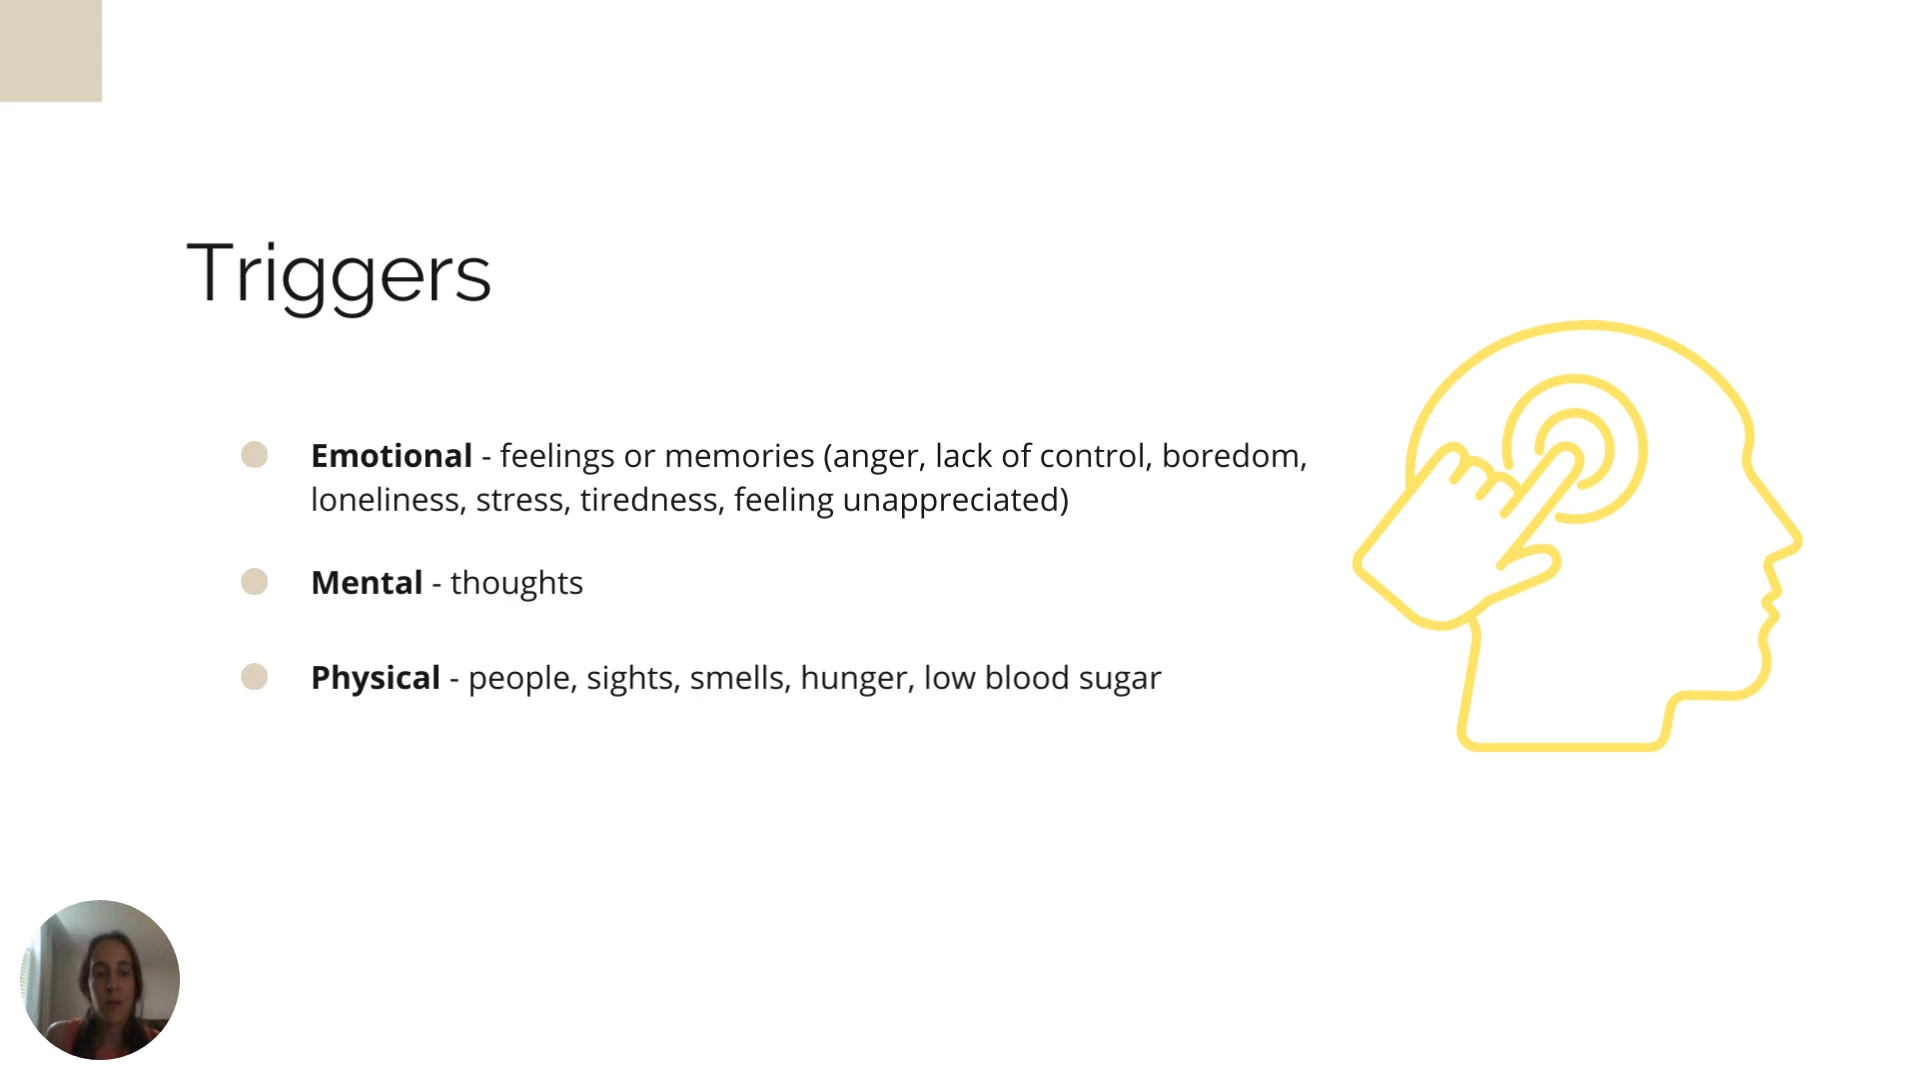 Triggers
Emotional - feelings or memories (anger, lack of control, boredom,
loneliness, stress, tiredness, feeling unappreciated)
Mental - thoughts
Physical - people, sights, smells, hunger, low blood sugar